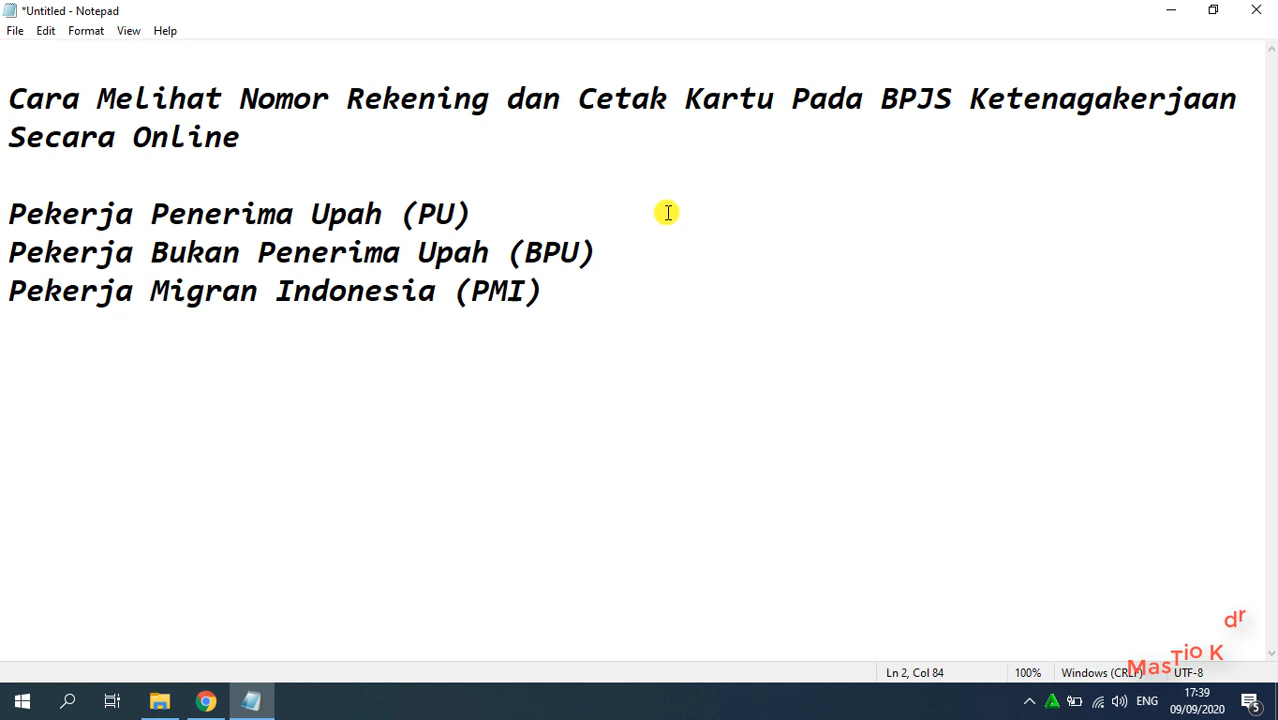 *Untitled - Notepad
File Edit Format View Help
Cara Melihat Nomor Rekening dan Cetak Kartu Pada BPJS Ketenagakerjaan
Secara Online
Pekerja Penerima Upah (PU)
Pekerja Bukan Penerima Upah (BPU)
Pekerja Migran Indonesia (PMI)
dr
MasTio K
Ln 2, Col 84 100% Windows (CRLF) UTF-8
ENG 17:39
09/09/2020 5